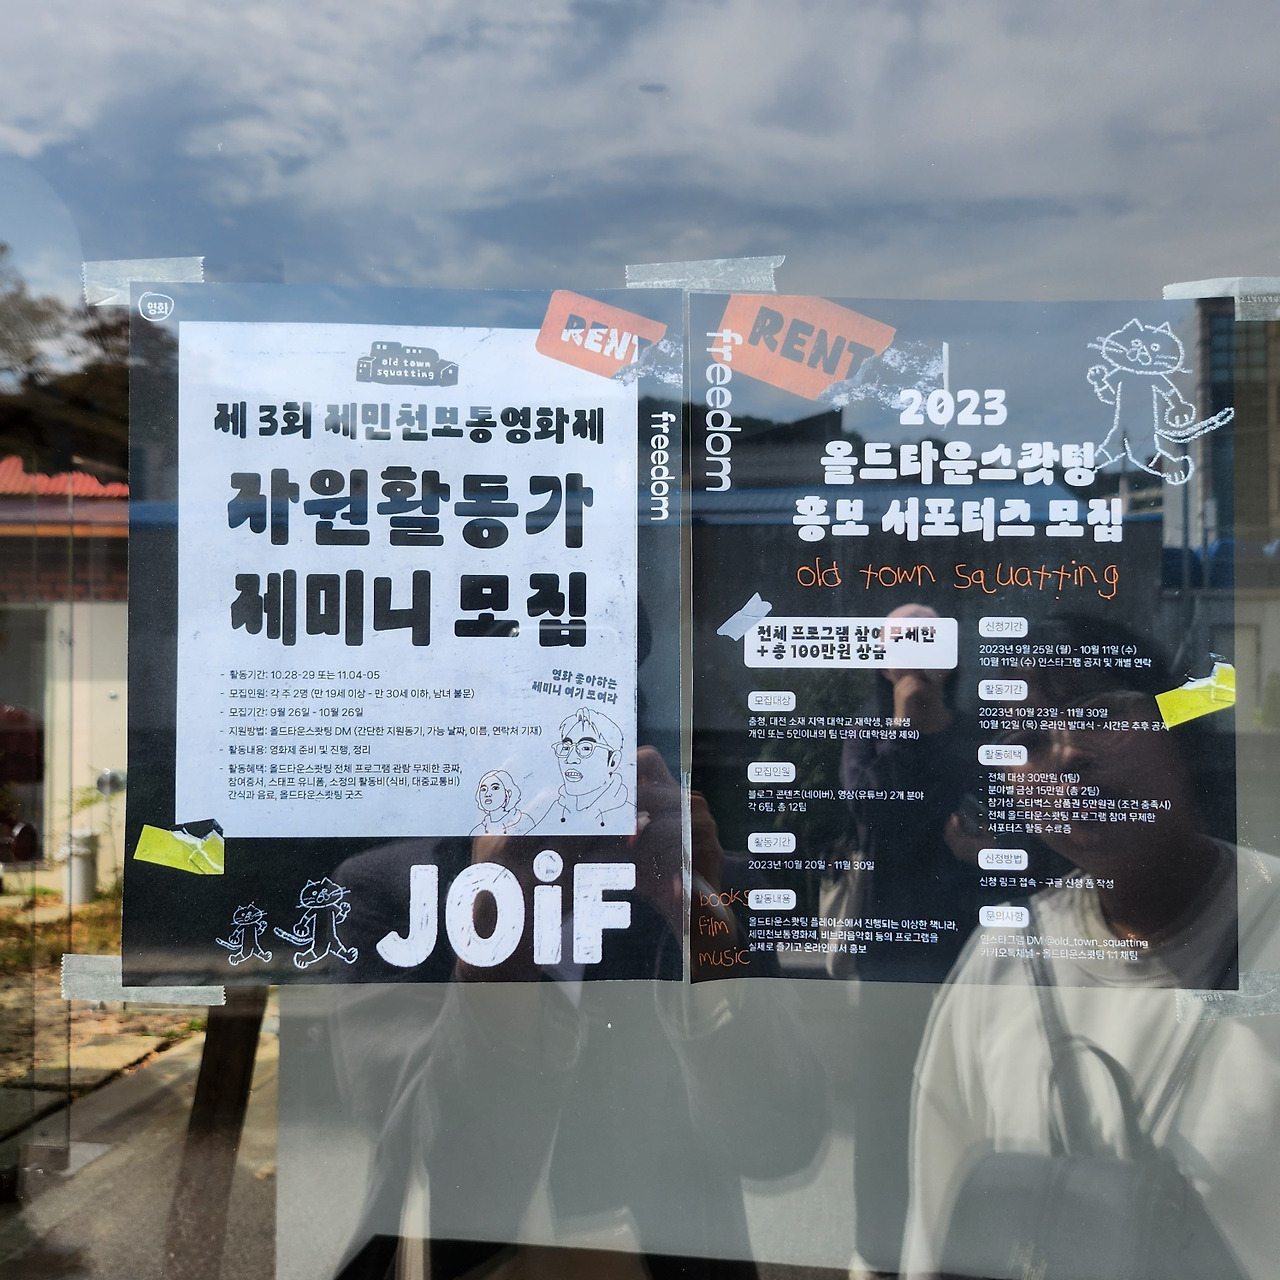 영화
RENT
old town
squatting
제 3회 제민천보통영화제
자원활동가
제미니 모집
freedom
- 활동기간: 10.28-29 또는 11.04-05
- 모집인원: 각 주 2명 (만 19세 이상 - 만 30세 이하, 남녀 불문)
- 모집기간: 9월 26일 - 10월 26일
- 지원방법: 올드타운스쾃팅 DM (간단한 지원동기, 가능 날짜, 이름, 연락처 기재)
- 활동내용: 영화제 준비 및 진행, 정리
- 활동혜택: 올드타운스쾃팅 전체 프로그램 관람 무제한 공짜,
참여증서, 스태프 유니폼, 소정의 활동비(식비, 대중교통비)
간식과 음료, 올드타운스쾃팅 굿즈
영화 좋아하는
제미니 여기 모여라
JOiF
freedom
RENT
2023
올드타운스쾃텅
홍보 서포터즈 모집
old town squatting
전체 프로그램 참여 무제한
+ 총 100만원 상금
모집대상
충청, 대전 소재 지역 대학교 재학생, 휴학생
개인 또는 5인이내의 팀 단위 (대학원생 제외)
모집인원
블로그 콘텐츠(네이버), 영상(유튜브) 2개 분야
각 6팀, 총 12팀
활동기간
2023년 10월 20일 - 11월 30일
활동내용
올드타운스쾃팅 플레이스에서 진행되는 이상한 책나라,
제민천보통영화제, 비브라음악회 등의 프로그램을
실제로 즐기고 온라인에서 홍보
books
film
music
신청기간
2023년 9월 25일 (월) - 10월 11일 (수)
10월 11일 (수) 인스타그램 공지 및 개별 연락
활동기간
2023년 10월 23일 - 11월 30일
10월 12일 (목) 온라인 발대식 - 시간은 추후 공지
활동혜택
- 전체 대상 30만원 (1팀)
- 분야별 금상 15만원 (총 2팀)
- 참가상 스타벅스 상품권 5만원권 (조건 충족시)
- 전체 올드타운스쾃팅 프로그램 참여 무제한
- 서포터즈 활동 수료증
신청방법
신청 링크 접속 - 구글 신청 폼 작성
문의사항
인스타그램 DM @old_town_squatting
카카오톡채널 - 올드타운스쾃팅 1:1 채팅